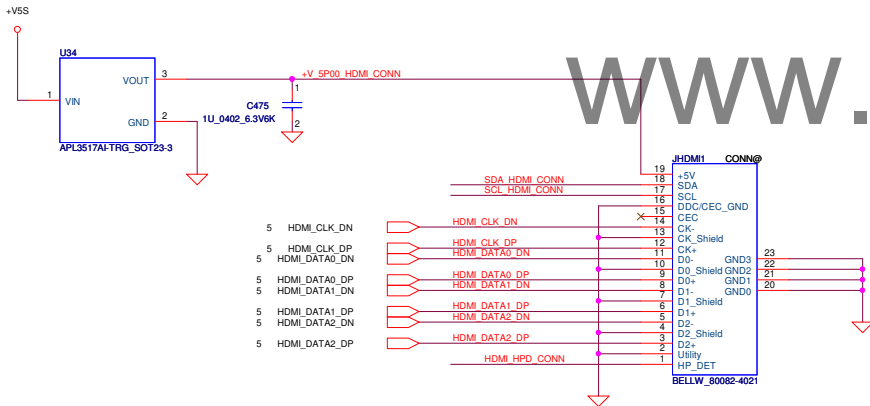 +V5S
U34
VIN
1
VOUT
3
GND
2
APL3517AI-TRG_SOT23-3
+V_5P00_HDMI_CONN
1
C475
1U_0402_6.3V6K
2
WWW.
JHDMI1 CONN@
19 +5V
SDA_HDMI_CONN 18 SDA
SCL_HDMI_CONN 17 SCL
16 DDC/CEC_GND
15 CEC
5 HDMI_CLK_DN HDMI_CLK_DN 14 CK-
13 CK_Shield
5 HDMI_CLK_DP HDMI_CLK_DP 12 CK+
5 HDMI_DATA0_DN HDMI_DATA0_DN 11 D0- GND3 23
10 D0_Shield GND2 22
5 HDMI_DATA0_DP HDMI_DATA0_DP 9 D0+ GND1 21
5 HDMI_DATA1_DN HDMI_DATA1_DN 8 D1- GND0 20
7 D1_Shield
5 HDMI_DATA1_DP HDMI_DATA1_DP 6 D1+
5 HDMI_DATA2_DN HDMI_DATA2_DN 5 D2-
4 D2_Shield
5 HDMI_DATA2_DP HDMI_DATA2_DP 3 D2+
2 Utility
HDMI_HPD_CONN 1 HP_DET
BELLW_80082-4021